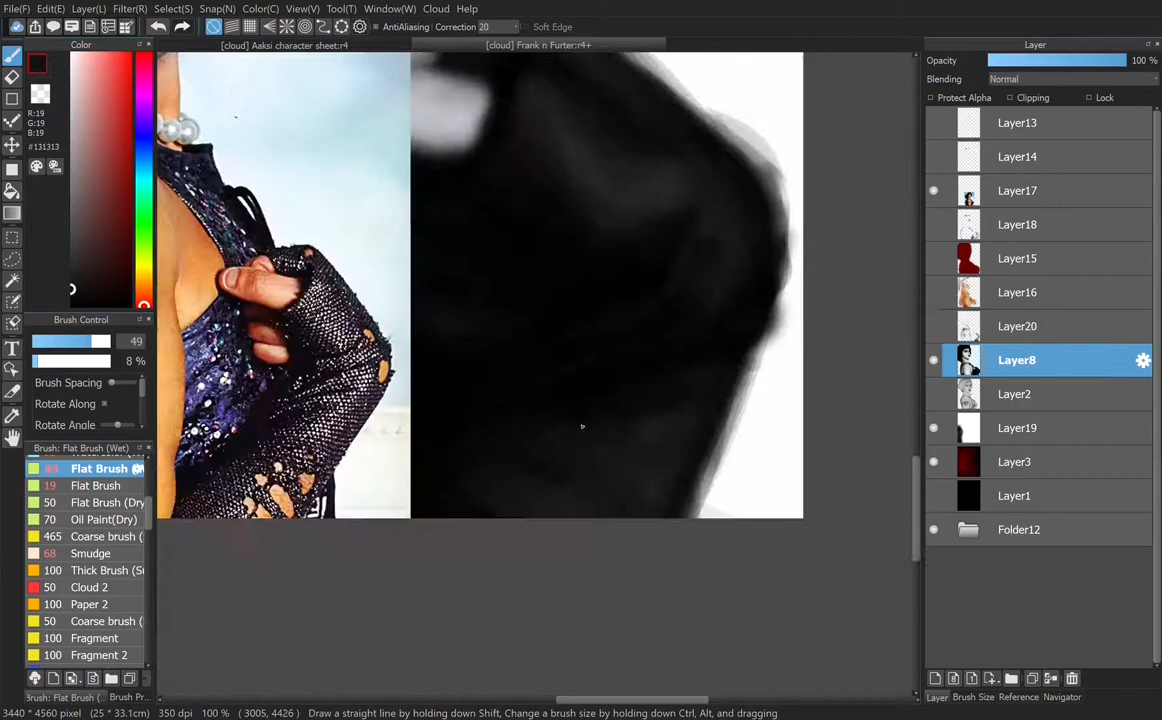 File(F) Edit(E) Layer(L) Filter(R) Select(S) Snap(N) Color(C) View(V) Tool(T) Window(W) Cloud Help
AntiAliasing Correction 20 Soft Edge
Color [cloud] Aaksi character sheet:r4 [cloud] Frank n Furter:r4+ Layer
Opacity 100 %
Blending Normal
Protect Alpha Clipping Lock
R:19
G:19
B:19
#131313
Brush Control
49
8 %
Brush Spacing
Rotate Along
Rotate Angle
Brush: Flat Brush (Wet)
49 Flat Brush
19 Flat Brush
50 Flat Brush (Dry
70 Oil Paint(Dry)
465 Coarse brush (
68 Smudge
100 Thick Brush (S
50 Cloud 2
100 Paper 2
50 Coarse brush (
100 Fragment
100 Fragment 2
Brush: Flat Brush (.. Brush Pr...
Layer13
Layer14
Layer17
Layer18
Layer15
Layer16
Layer20
Layer8
Layer2
Layer19
Layer3
Layer1
Folder12
Layer Brush Size Reference Navigator
3440 * 4560 pixel (25 * 33.1cm) 350 dpi 100 % ( 3005, 4426 ) Draw a straight line by holding down Shift, Change a brush size by holding down Ctrl, Alt, and dragging